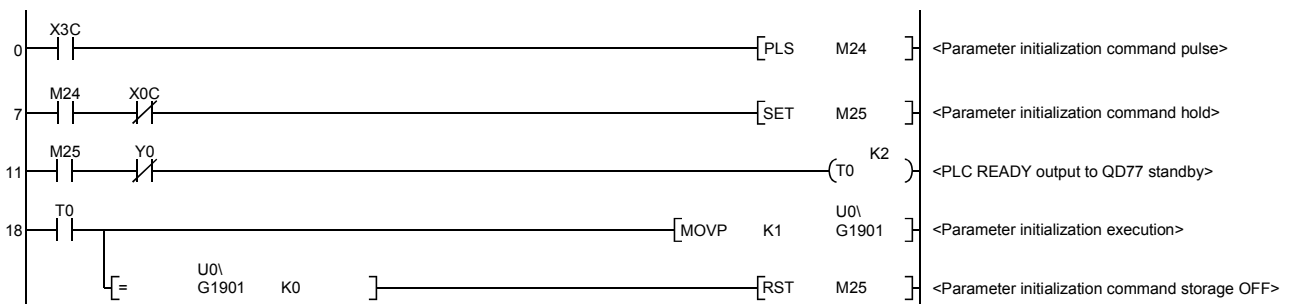 X3C
0 [PLS M24 ] <Parameter initialization command pulse>
M24 X0C
7 [SET M25 ] <Parameter initialization command hold>
M25 Y0 K2
11 (T0 ) <PLC READY output to QD77 standby>
T0 U0\
18 [MOVP K1 G1901 ] <Parameter initialization execution>
U0\
[= G1901 K0 ] [RST M25 ] <Parameter initialization command storage OFF>